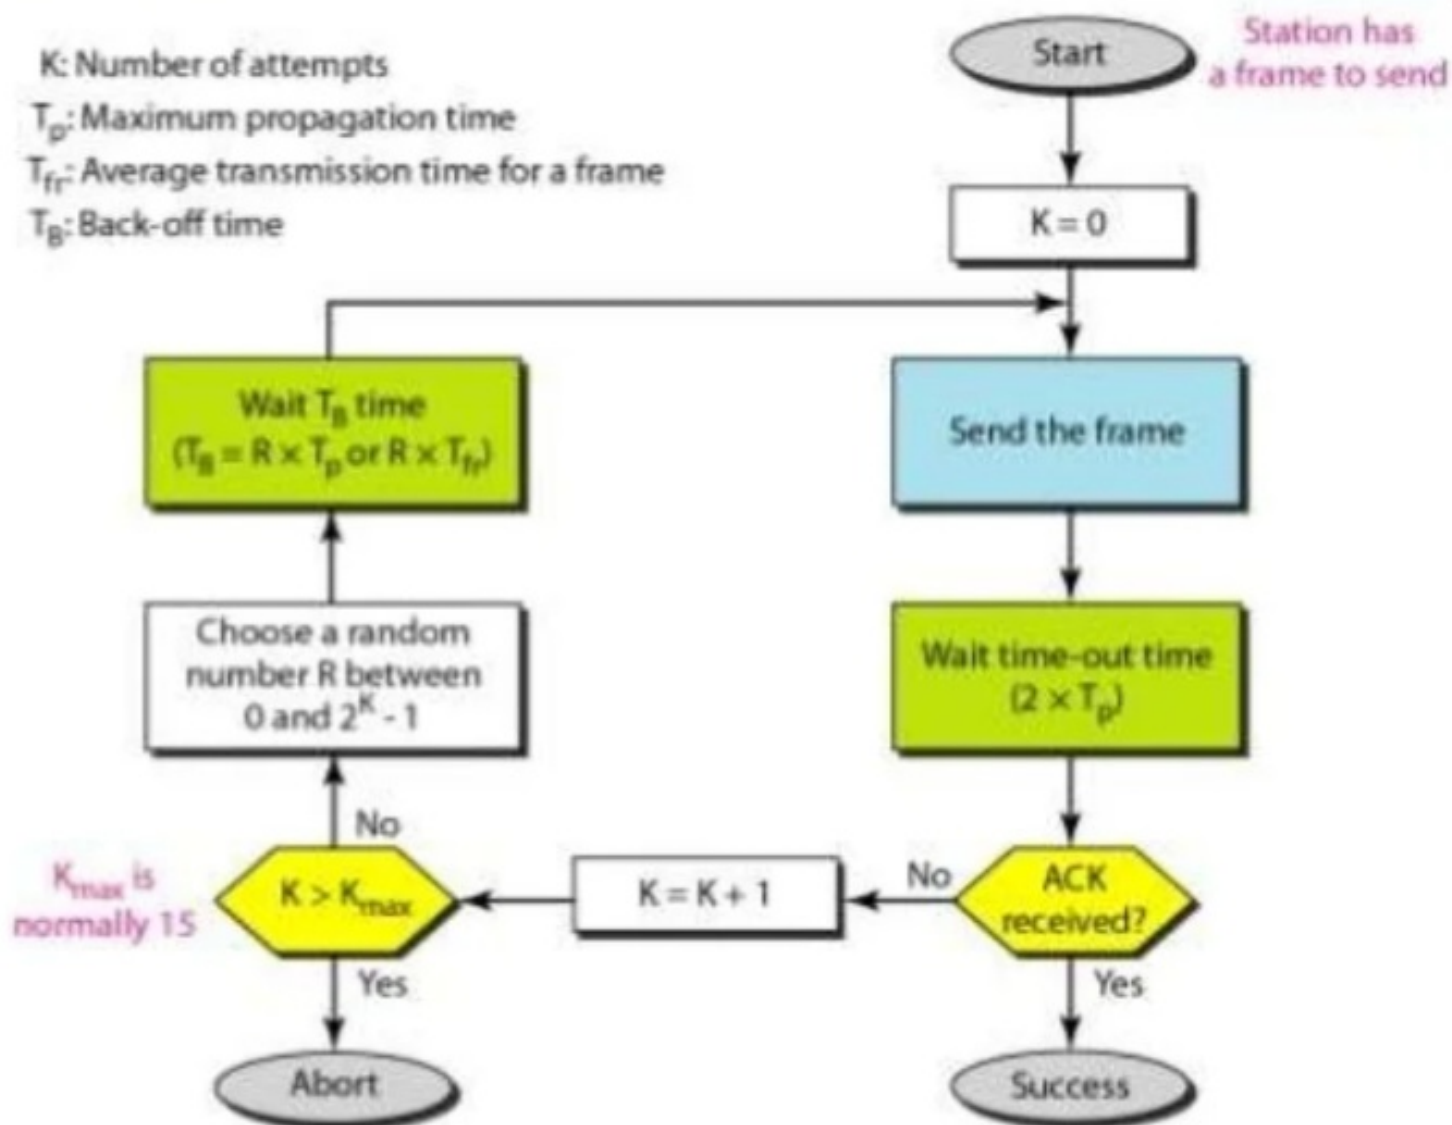 K: Number of attempts
Tp: Maximum propagation time
Tfr: Average transmission time for a frame
TB: Back-off time
Start
Station has
a frame to send
K = 0
Wait TB time
(TB = R × Tp or R × Tfr)
Send the frame
Choose a random
number R between
0 and 2^K - 1
Wait time-out time
(2 × Tp)
No
Kmax is
normally 15
K > Kmax
K = K + 1
No
ACK
received?
Yes
Yes
Abort
Success